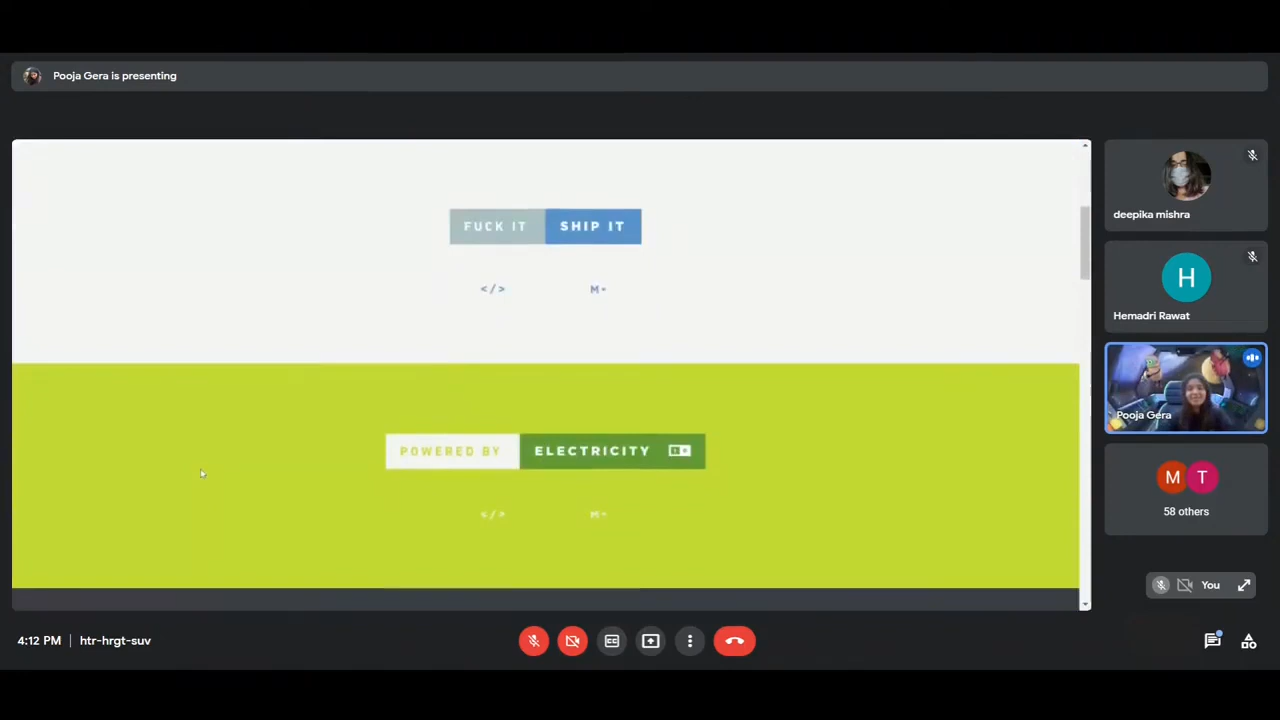 Pooja Gera is presenting
FUCK IT SHIP IT
</> M+
POWERED BY ELECTRICITY
</> M+
deepika mishra
H
Hemadri Rawat
Pooja Gera
M T
58 others
You
4:12 PM | htr-hrgt-suv
CC